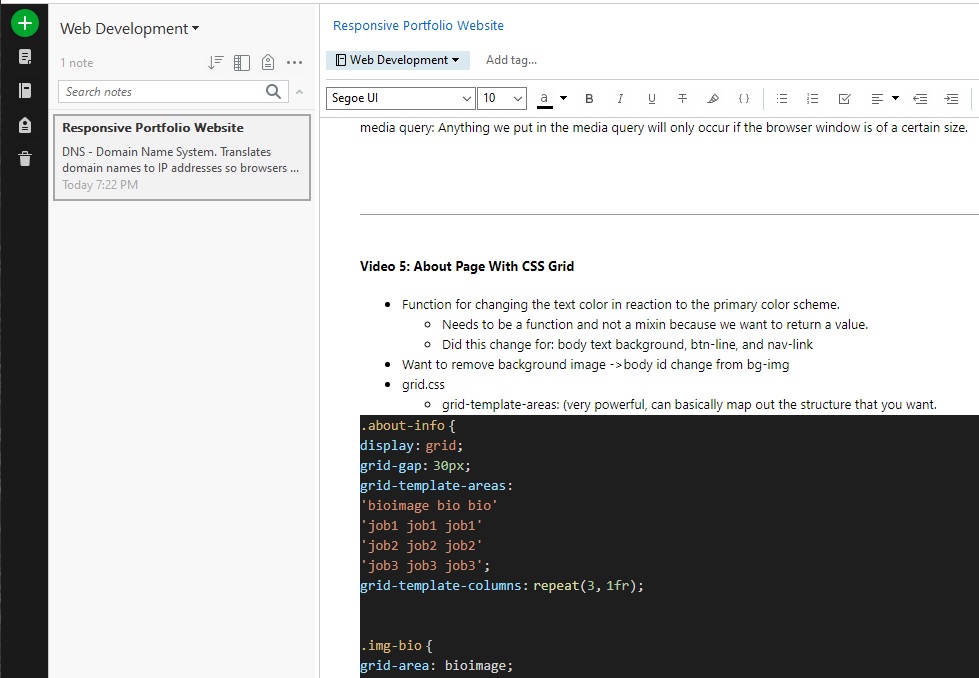 Web Development
1 note
Search notes
Responsive Portfolio Website
DNS - Domain Name System. Translates
domain names to IP addresses so browsers ...
Today 7:22 PM
Responsive Portfolio Website
Web Development
Add tag...
Segoe UI
10
a B I U T {}
media query: Anything we put in the media query will only occur if the browser window is of a certain size.
Video 5: About Page With CSS Grid
• Function for changing the text color in reaction to the primary color scheme.
○ Needs to be a function and not a mixin because we want to return a value.
○ Did this change for: body text background, btn-line, and nav-link
• Want to remove background image ->body id change from bg-img
• grid.css
○ grid-template-areas: (very powerful, can basically map out the structure that you want.
.about-info {
display: grid;
grid-gap: 30px;
grid-template-areas:
'bioimage bio bio'
'job1 job1 job1'
'job2 job2 job2'
'job3 job3 job3';
grid-template-columns: repeat(3, 1fr);
.img-bio {
grid-area: bioimage;